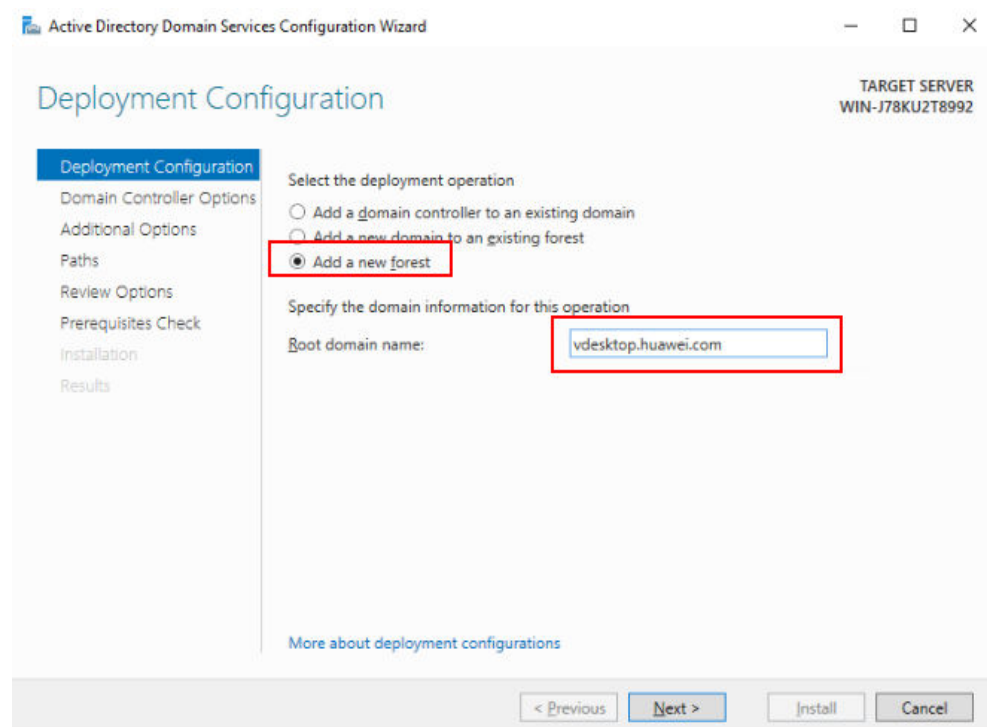 Active Directory Domain Services Configuration Wizard
Deployment Configuration
TARGET SERVER
WIN-J78KU2T8992
Deployment Configuration
Domain Controller Options
Additional Options
Paths
Review Options
Prerequisites Check
Installation
Results
Select the deployment operation
Add a domain controller to an existing domain
Add a new domain to an existing forest
Add a new forest
Specify the domain information for this operation
Root domain name:
vdesktop.huawei.com
More about deployment configurations
< Previous
Next >
Install
Cancel